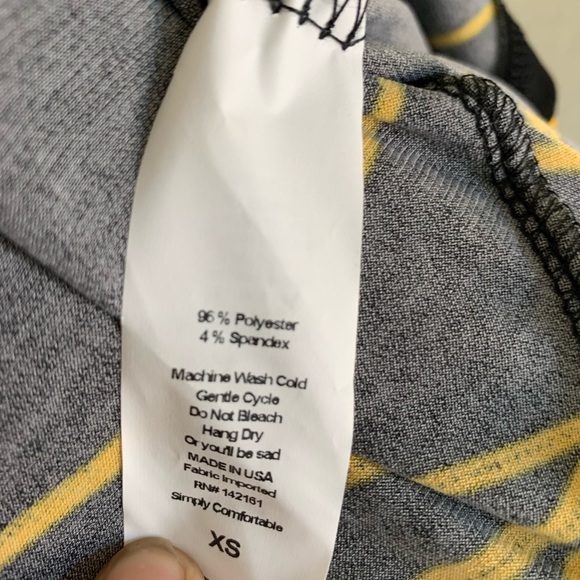 96 % Polyester
4 % Spandex
Machine Wash Cold
Gentle Cycle
Do Not Bleach
Hang Dry
Or you'll be sad
MADE IN USA
Fabric Imported
RN# 142161
Simply Comfortable
XS